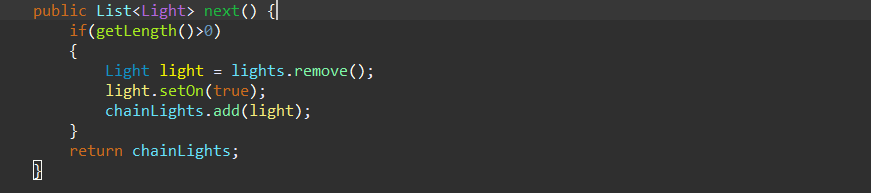 public List<Light> next() {
if(getLength()>0)
{
Light light = lights.remove();
light.setOn(true);
chainLights.add(light);
}
return chainLights;
}